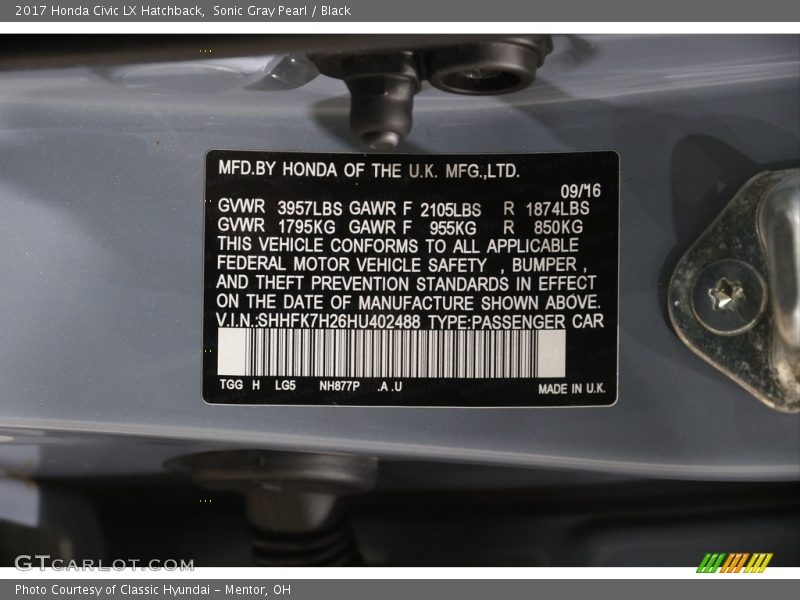 2017 Honda Civic LX Hatchback,  Sonic Gray Pearl / Black
MFD.BY HONDA OF THE U.K. MFG.,LTD.
09/16
GVWR 3957LBS GAWR F 2105LBS R 1874LBS
GVWR 1795KG GAWR F 955KG R 850KG
THIS VEHICLE CONFORMS TO ALL APPLICABLE
FEDERAL MOTOR VEHICLE SAFETY , BUMPER ,
AND THEFT PREVENTION STANDARDS IN EFFECT
ON THE DATE OF MANUFACTURE SHOWN ABOVE.
V.I.N.:SHHFK7H26HU402488 TYPE:PASSENGER CAR
TGG H LG5 NH877P .A .U MADE IN U.K.
GTCARLOT.COM
Photo Courtesy of Classic Hyundai - Mentor, OH